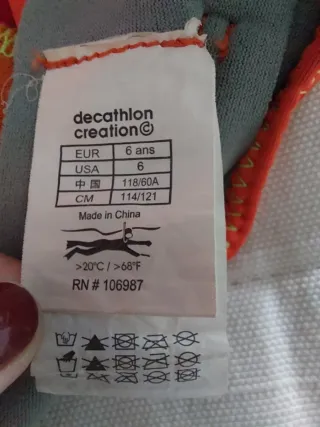 decathlon
creation©
EUR 6 ans
USA 6
中国 118/60A
CM 114/121
Made in China
>20°C / >68°F
RN # 106987